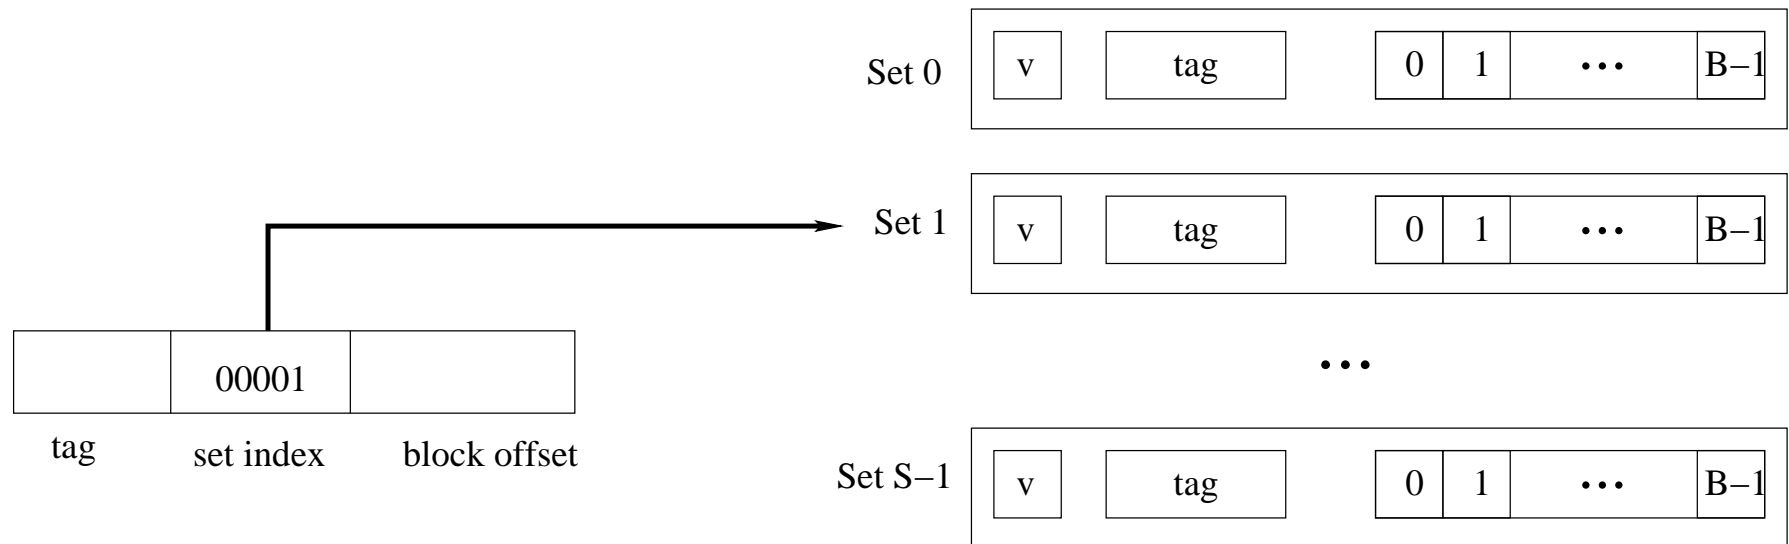 Set 0 v tag 0 1 ... B−1
Set 1 v tag 0 1 ... B−1
...
00001
tag set index block offset
Set S−1 v tag 0 1 ... B−1